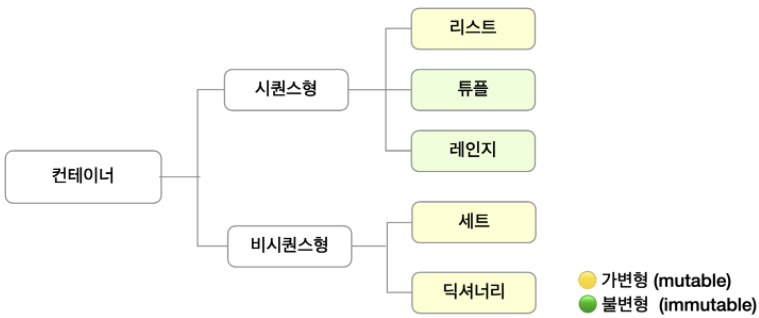 리스트
시퀀스형
튜플
레인지
컨테이너
비시퀀스형
세트
딕셔너리
가변형 (mutable)
불변형 (immutable)